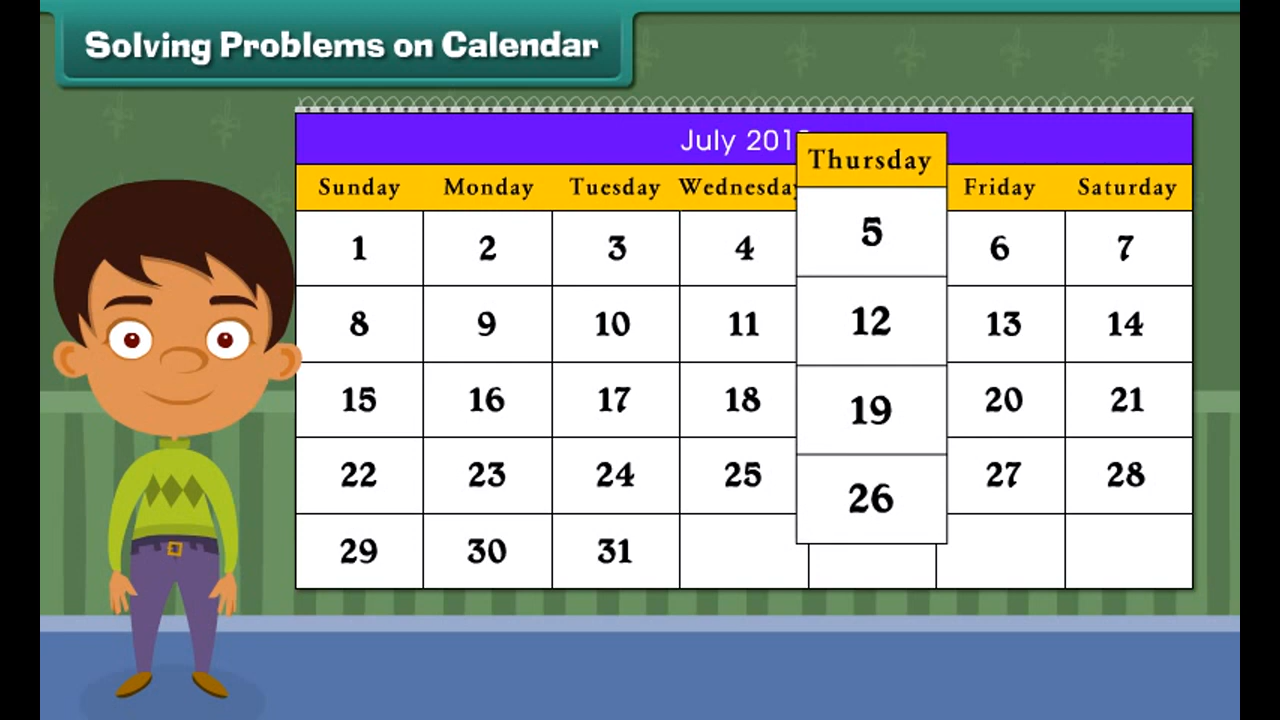 Solving Problems on Calendar
July 201
Sunday Monday Tuesday Wednesday Thursday Friday Saturday
1 2 3 4 5 6 7
8 9 10 11 12 13 14
15 16 17 18 19 20 21
22 23 24 25 26 27 28
29 30 31